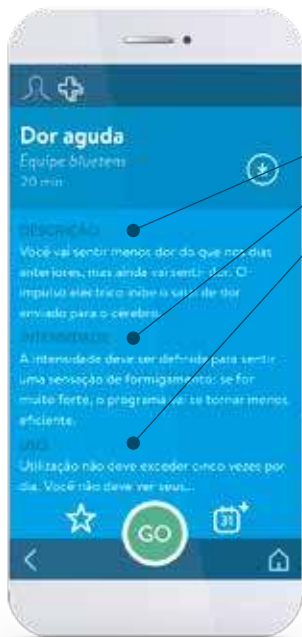 Dor aguda
Equipe bluetens
20 min
DESCRIÇÃO
Você vai sentir menos dor do que nos dias
anteriores, mas ainda vai sentir dor. O
impulso eléctrico inibe o sinal de dor
enviado para o cerebro.
INTENSIDADE
A intensidade deve ser definida para sentir
uma sensação de formigamento: se for
muito forte, o programa vai se tornar menos
eficiente.
USO
Utilização não deve exceder cinco vezes por
dia. Você não deve ver seus...
GO
31